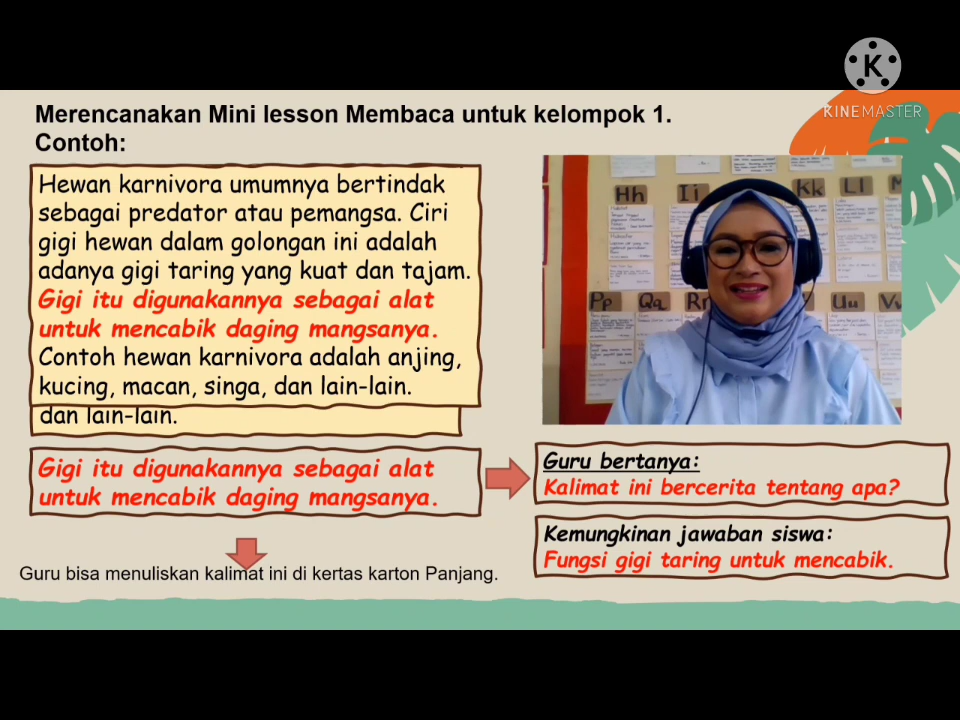 Merencanakan Mini lesson Membaca untuk kelompok 1.
Contoh:
Hewan karnivora umumnya bertindak
sebagai predator atau pemangsa. Ciri
gigi hewan dalam golongan ini adalah
adanya gigi taring yang kuat dan tajam.
Gigi itu digunakannya sebagai alat
untuk mencabik daging mangsanya.
Contoh hewan karnivora adalah anjing,
kucing, macan, singa, dan lain-lain.
dan lain-lain.
Gigi itu digunakannya sebagai alat
untuk mencabik daging mangsanya.
Guru bisa menuliskan kalimat ini di kertas karton Panjang.
K
KINEMASTER
Hh Ii Kk Ll
Pp Qq Rr Uu Vv
Guru bertanya:
Kalimat ini bercerita tentang apa?
Kemungkinan jawaban siswa:
Fungsi gigi taring untuk mencabik.